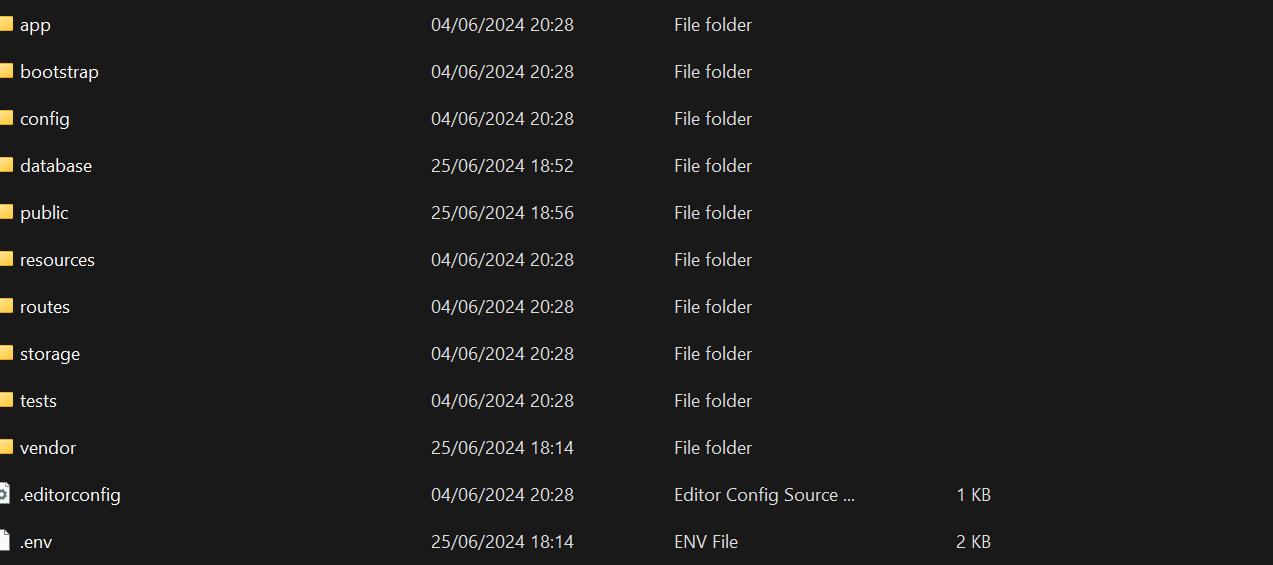 app 04/06/2024 20:28 File folder
bootstrap 04/06/2024 20:28 File folder
config 04/06/2024 20:28 File folder
database 25/06/2024 18:52 File folder
public 25/06/2024 18:56 File folder
resources 04/06/2024 20:28 File folder
routes 04/06/2024 20:28 File folder
storage 04/06/2024 20:28 File folder
tests 04/06/2024 20:28 File folder
vendor 25/06/2024 18:14 File folder
.editorconfig 04/06/2024 20:28 Editor Config Source ... 1 KB
.env 25/06/2024 18:14 ENV File 2 KB